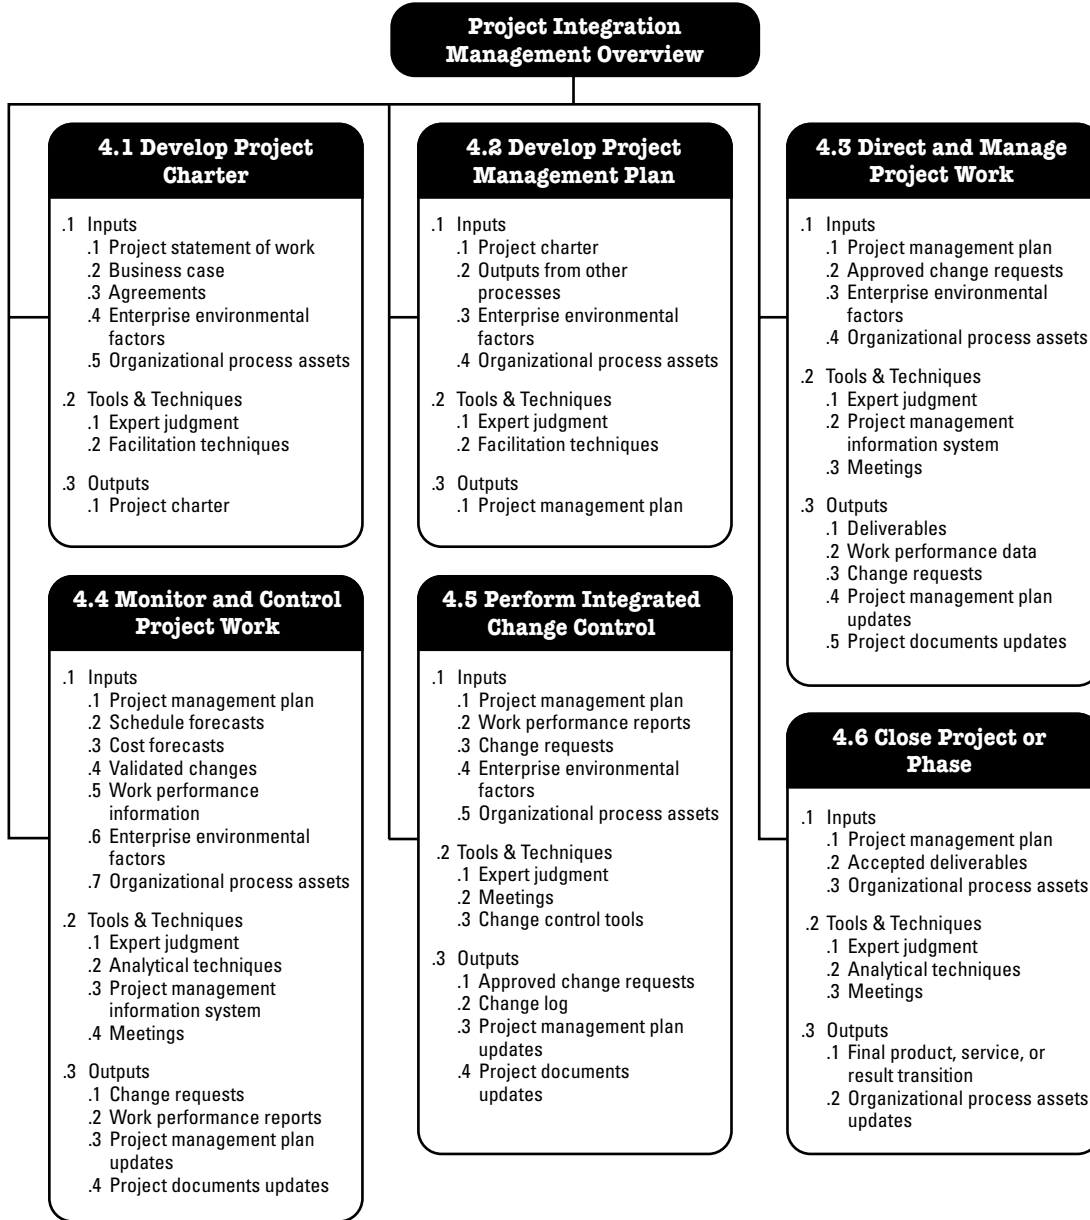 Project Integration
Management Overview
4.1 Develop Project
Charter
.1 Inputs
.1 Project statement of work
.2 Business case
.3 Agreements
.4 Enterprise environmental
factors
.5 Organizational process assets
.2 Tools & Techniques
.1 Expert judgment
.2 Facilitation techniques
.3 Outputs
.1 Project charter
4.2 Develop Project
Management Plan
.1 Inputs
.1 Project charter
.2 Outputs from other
processes
.3 Enterprise environmental
factors
.4 Organizational process assets
.2 Tools & Techniques
.1 Expert judgment
.2 Facilitation techniques
.3 Outputs
.1 Project management plan
4.3 Direct and Manage
Project Work
.1 Inputs
.1 Project management plan
.2 Approved change requests
.3 Enterprise environmental
factors
.4 Organizational process assets
.2 Tools & Techniques
.1 Expert judgment
.2 Project management
information system
.3 Meetings
.3 Outputs
.1 Deliverables
.2 Work performance data
.3 Change requests
.4 Project management plan
updates
.5 Project documents updates
4.4 Monitor and Control
Project Work
.1 Inputs
.1 Project management plan
.2 Schedule forecasts
.3 Cost forecasts
.4 Validated changes
.5 Work performance
information
.6 Enterprise environmental
factors
.7 Organizational process assets
.2 Tools & Techniques
.1 Expert judgment
.2 Analytical techniques
.3 Project management
information system
.4 Meetings
.3 Outputs
.1 Change requests
.2 Work performance reports
.3 Project management plan
updates
.4 Project documents updates
4.5 Perform Integrated
Change Control
.1 Inputs
.1 Project management plan
.2 Work performance reports
.3 Change requests
.4 Enterprise environmental
factors
.5 Organizational process assets
.2 Tools & Techniques
.1 Expert judgment
.2 Meetings
.3 Change control tools
.3 Outputs
.1 Approved change requests
.2 Change log
.3 Project management plan
updates
.4 Project documents
updates
4.6 Close Project or
Phase
.1 Inputs
.1 Project management plan
.2 Accepted deliverables
.3 Organizational process assets
.2 Tools & Techniques
.1 Expert judgment
.2 Analytical techniques
.3 Meetings
.3 Outputs
.1 Final product, service, or
result transition
.2 Organizational process assets
updates